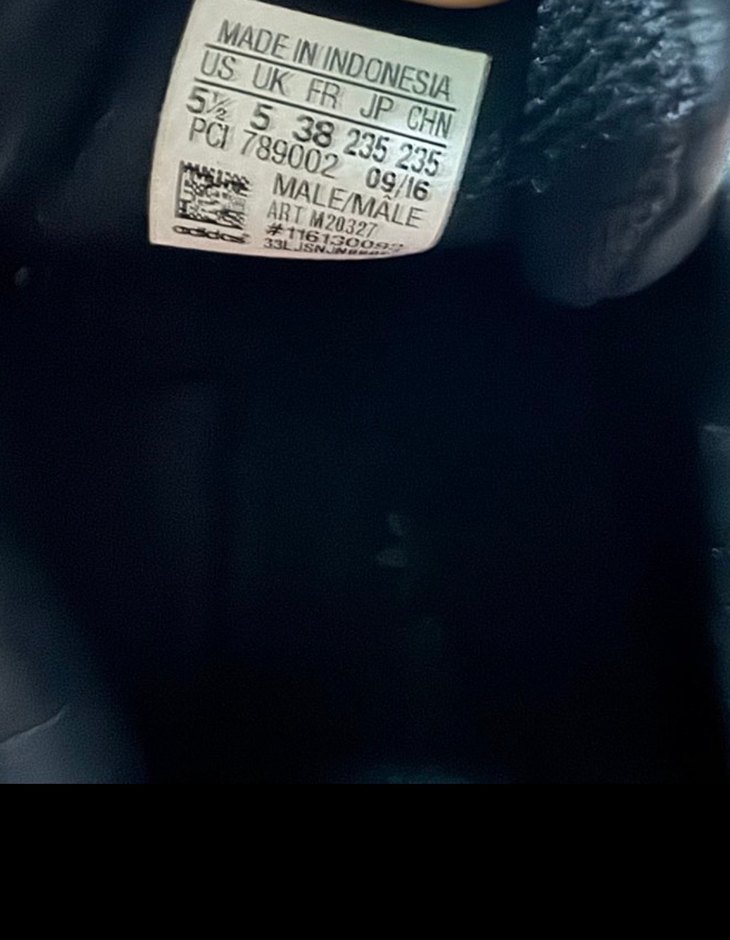 MADE IN INDONESIA
US UK FR JP CHN
5½ 5 38 235 235
PCI 789002 09/16
MALE/MÂLE
ART M20327
adidas